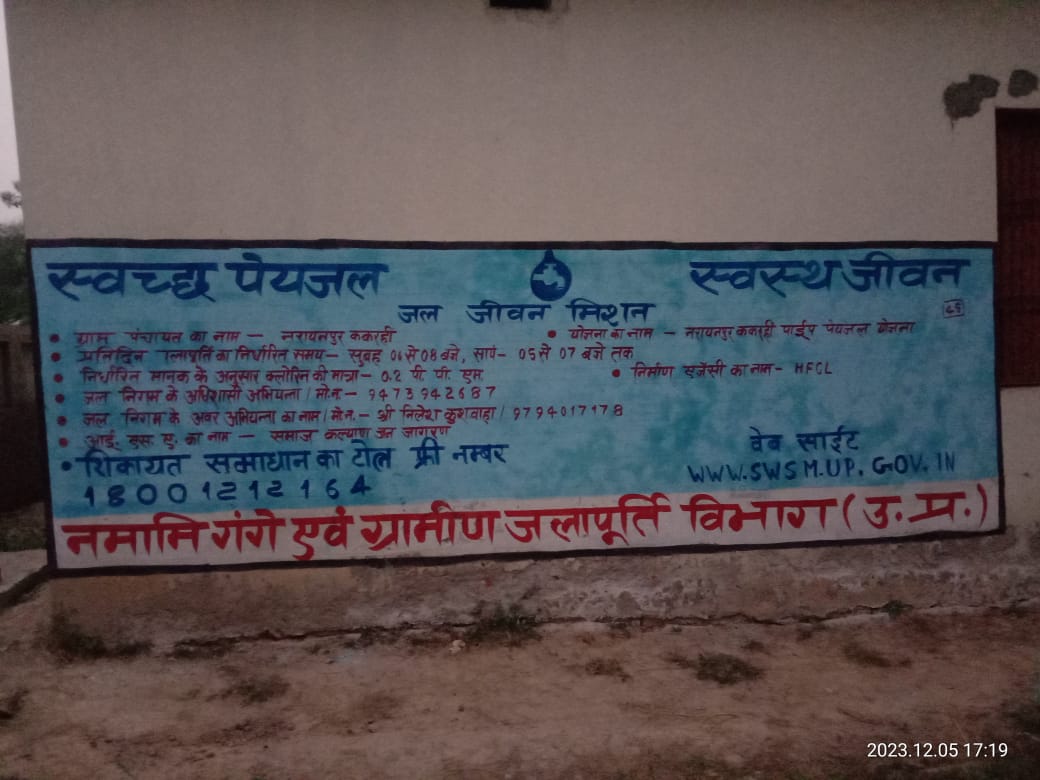 स्वच्छ पेयजल
स्वस्थ जीवन
जल जीवन मिशन
45
• ग्राम पंचायत का नाम — नरायनपुर ककरही
• योजना का नाम — नरायनपुर ककरही पाईप पेयजल योजना
• प्रतिदिन जलापूर्ति का निर्धारित समय— सुबह 06 से 08 बजे, सायं- 05 से 07 बजे तक
• निर्धारित मानक के अनुसार क्लोरिन की मात्रा- 0.2 पी. पी. एम.
• निर्माण एजेंसी का नाम- HFCL
• जल निगम के अधिशासी अभियन्ता / मो.न.- 9473942687
• जल निगम के अवर अभियन्ता का नाम / मो.न.- श्री निलेश कुशवाहा / 9794017178
• आई. एस. ए. का नाम — समाज कल्याण जन जागरण
• शिकायत समाधान का टोल फ्री नम्बर
18001212164
वेब साईट
WWW.SWSM.UP.GOV.IN
नमामि गंगे एवं ग्रामीण जलापूर्ति विभाग (उ.प्र.)
2023.12.05 17:19